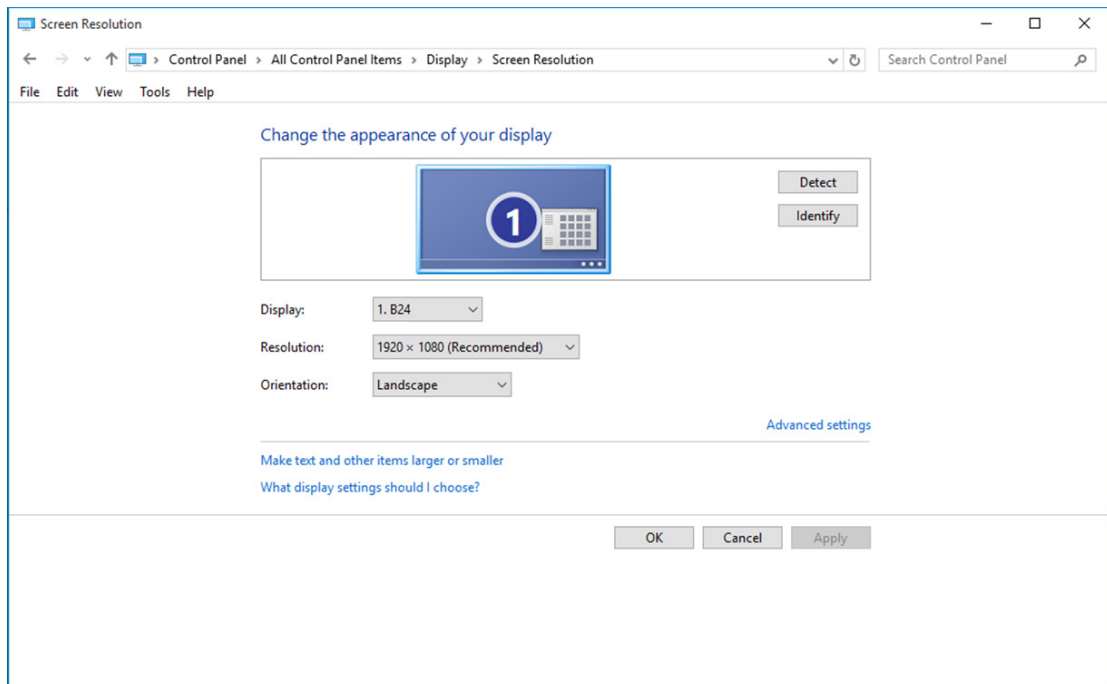 Screen Resolution
Control Panel > All Control Panel Items > Display > Screen Resolution
Search Control Panel
File Edit View Tools Help
Change the appearance of your display
1
Detect
Identify
Display: 1. B24
Resolution: 1920 × 1080 (Recommended)
Orientation: Landscape
Advanced settings
Make text and other items larger or smaller
What display settings should I choose?
OK Cancel Apply